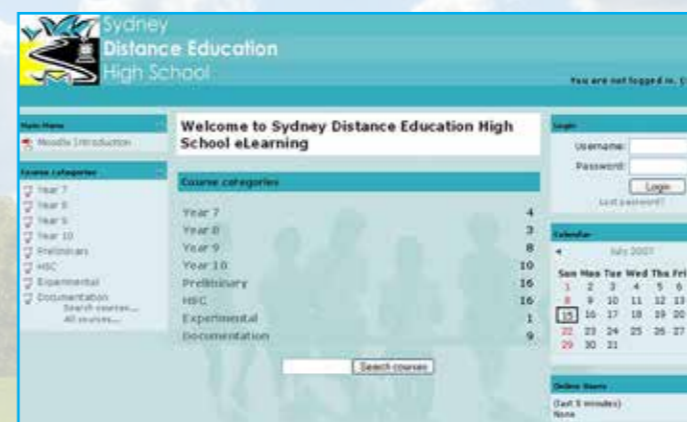 Sydney
Distance Education
High School
You are not logged in.
Main Menu
Moodle Introduction
Course categories
Year 7
Year 8
Year 9
Year 10
Preliminary
HSC
Experimental
Documentation
Search courses...
All courses...
Welcome to Sydney Distance Education High
School eLearning
Course categories
Year 7 4
Year 8 3
Year 9 8
Year 10 10
Preliminary 16
HSC 16
Experimental 1
Documentation 9
Search courses
Login
Username:
Password:
Login
Lost password?
Calendar
July 2007
Sun Mon Tue Wed Thu Fri
1 2 3 4 5 6
8 9 10 11 12 13
15 16 17 18 19 20
22 23 24 25 26 27
29 30 31
Online Users
(last 5 minutes)
None